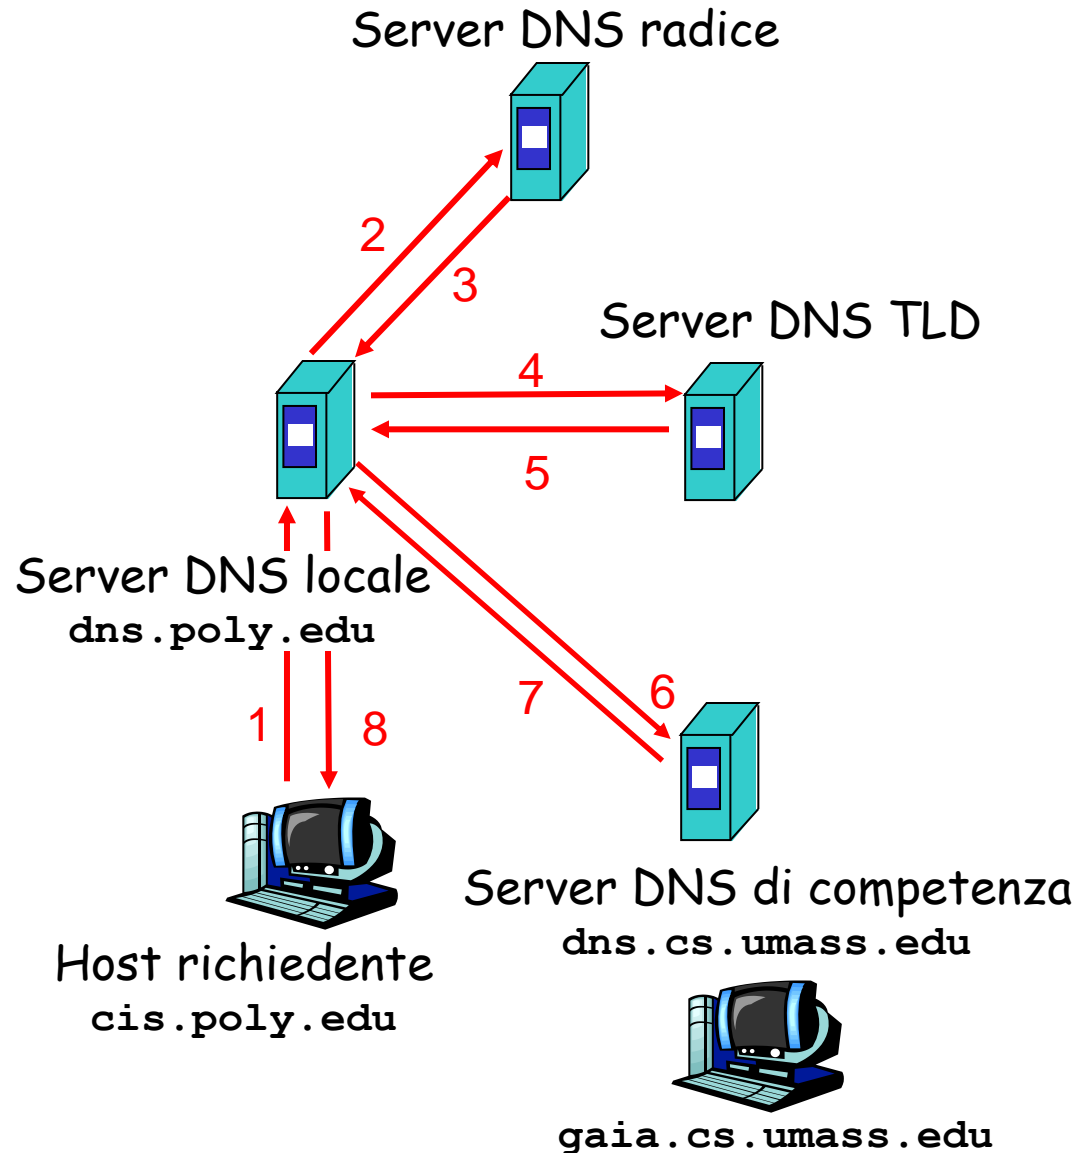 Server DNS radice
2
3
Server DNS TLD
4
5
Server DNS locale
dns.poly.edu
7
6
1
8
Server DNS di competenza
dns.cs.umass.edu
Host richiedente
cis.poly.edu
gaia.cs.umass.edu